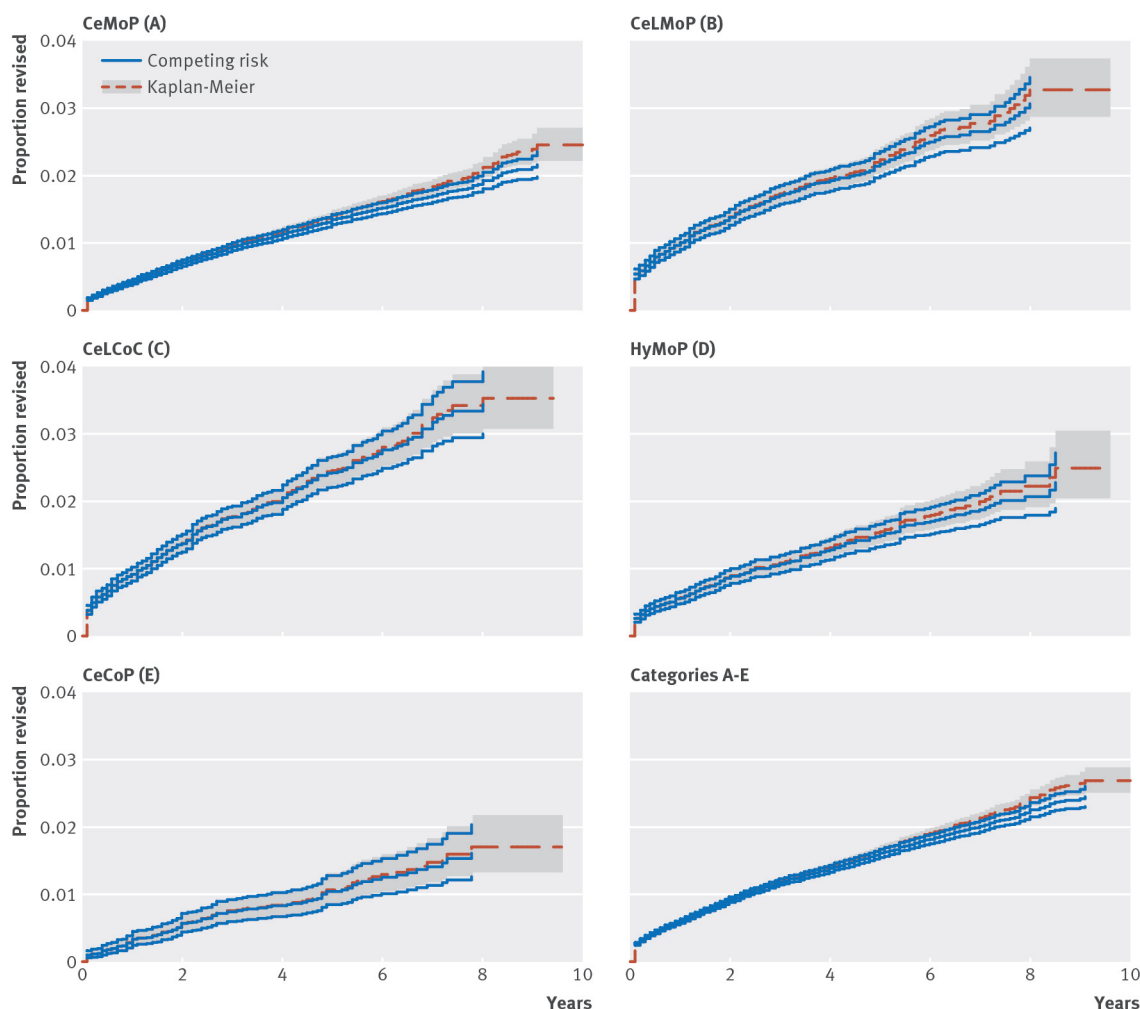 CeMoP (A)
CeLMoP (B)
Proportion revised
0.04
0.03
0.02
0.01
0
Competing risk
Kaplan-Meier
CeLCoC (C)
HyMoP (D)
Proportion revised
0.04
0.03
0.02
0.01
0
CeCoP (E)
Categories A-E
Proportion revised
0.04
0.03
0.02
0.01
0
0 2 4 6 8 10
0 2 4 6 8 10
Years
Years